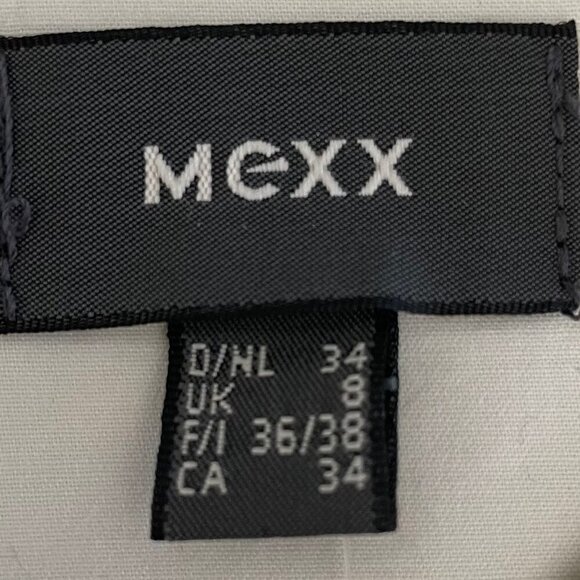 Mexx
D/NL 34
UK 8
F/I 36/38
CA 34